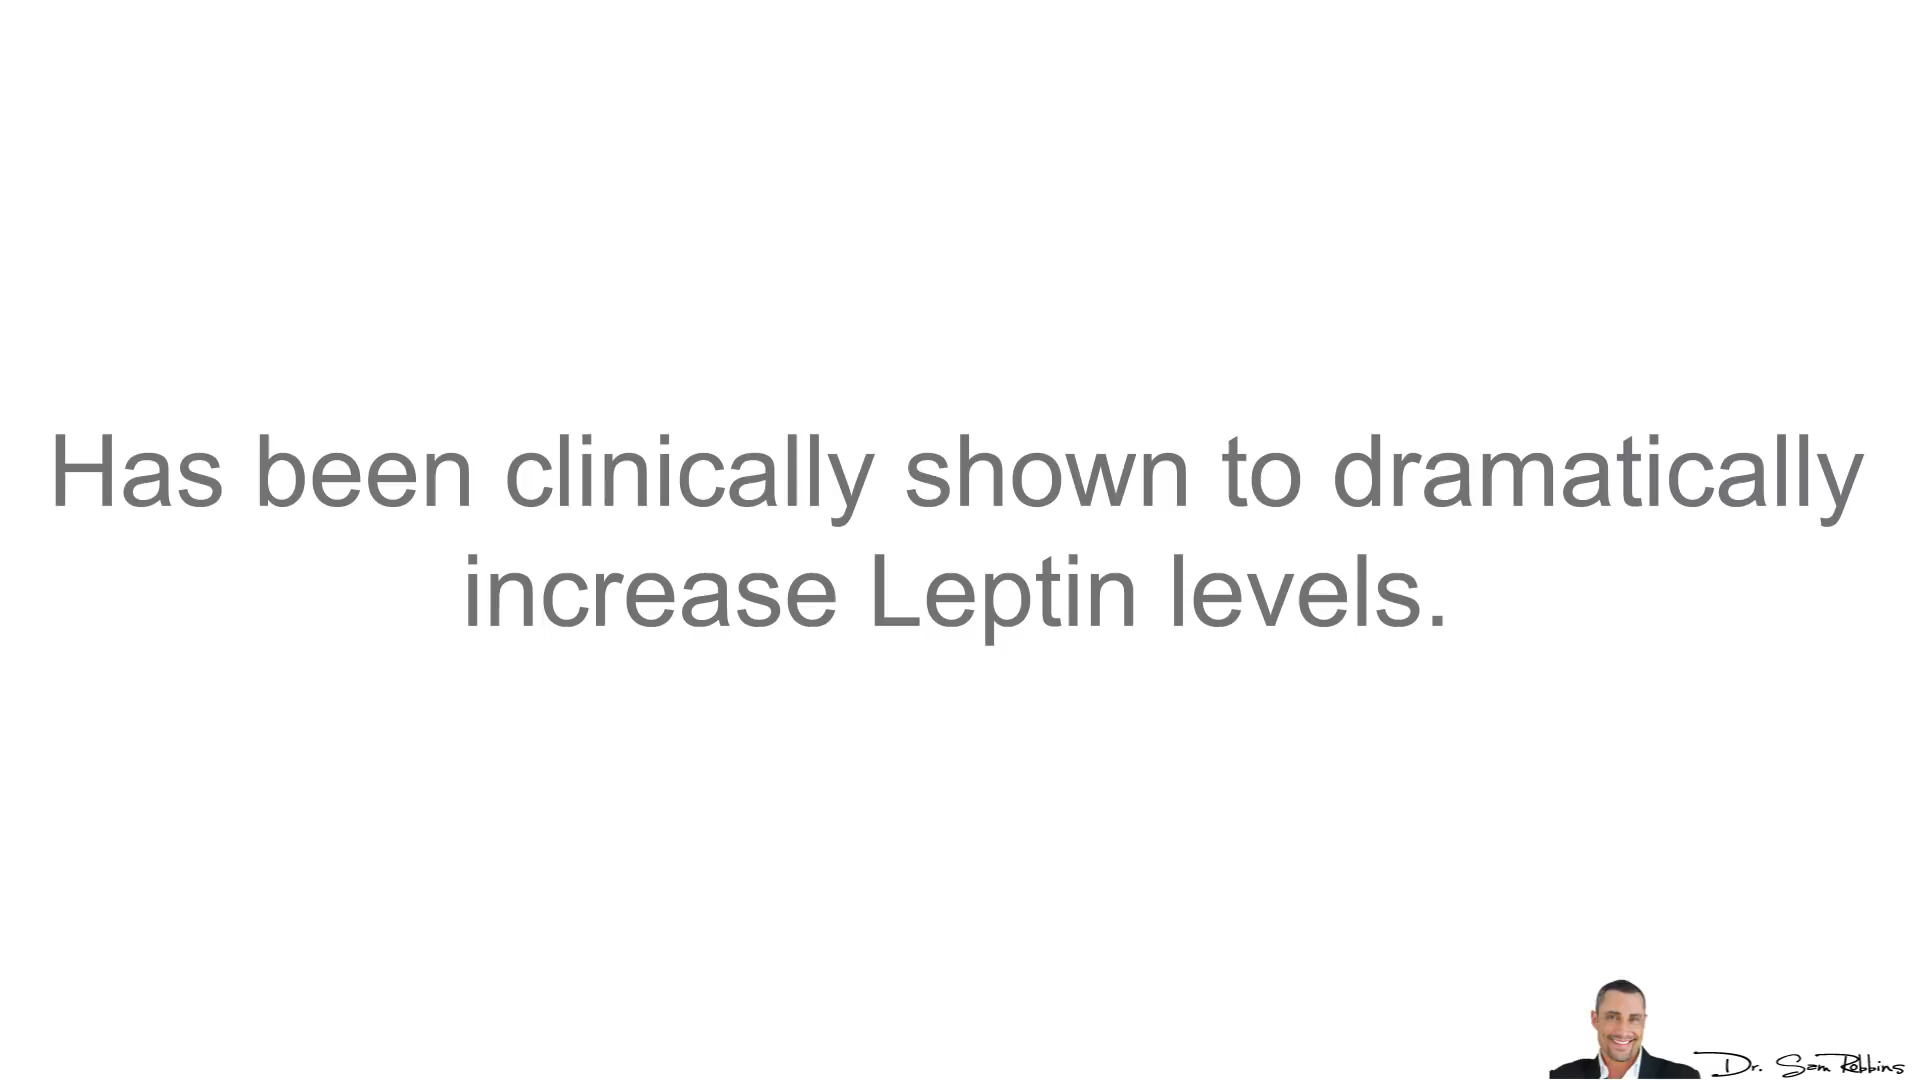 Has been clinically shown to dramatically
increase Leptin levels.
Dr. Sam Robbins